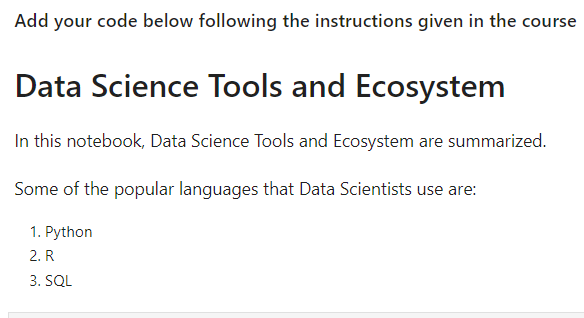 Add your code below following the instructions given in the course
Data Science Tools and Ecosystem
In this notebook, Data Science Tools and Ecosystem are summarized.
Some of the popular languages that Data Scientists use are:
1. Python
2. R
3. SQL